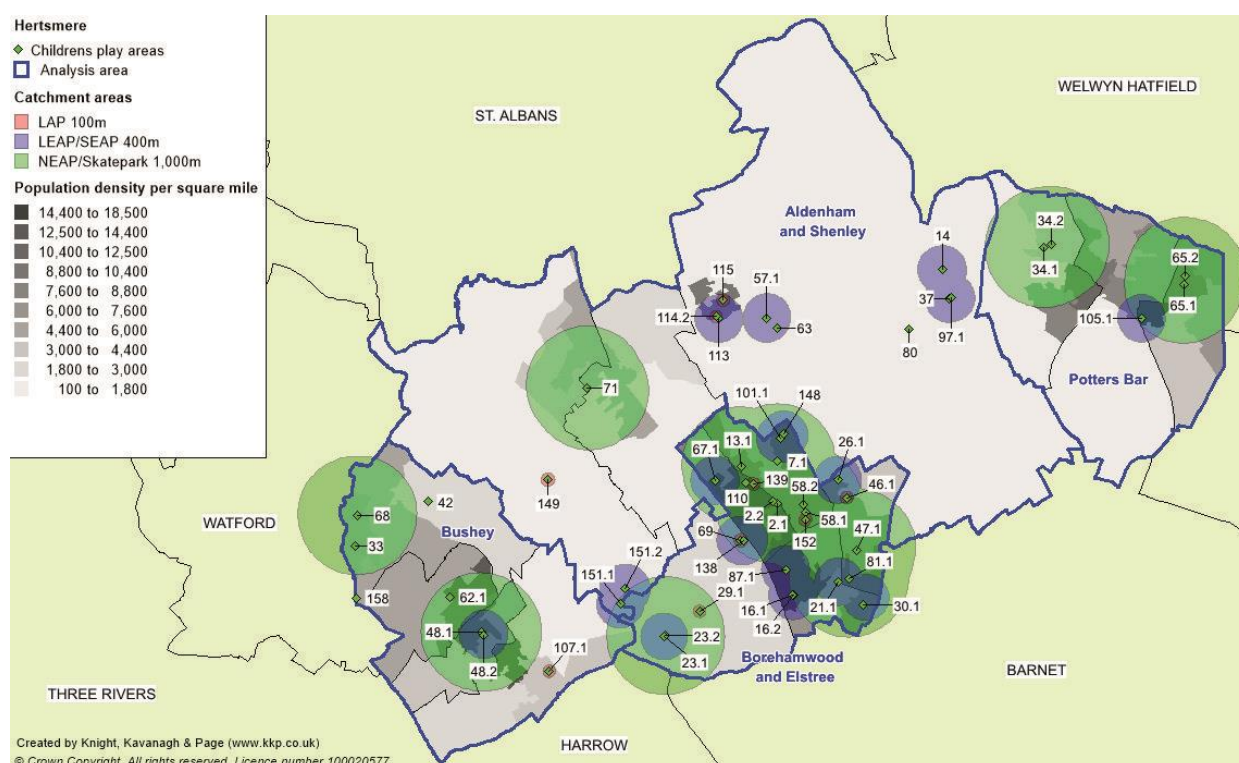 Hertsmere
Childrens play areas
Analysis area
Catchment areas
LAP 100m
LEAP/SEAP 400m
NEAP/Skatepark 1,000m
Population density per square mile
14,400 to 18,500
12,500 to 14,400
10,400 to 12,500
8,800 to 10,400
7,600 to 8,800
6,000 to 7,600
4,400 to 6,000
3,000 to 4,400
1,800 to 3,000
100 to 1,800
ST. ALBANS
WELWYN HATFIELD
Aldenham
and Shenley
34.2
34.1
65.2
65.1
105.1
14
37
97.1
115
57.1
114.2
63
113
80
Potters Bar
71
101.1
148
13.1
26.1
67.1
7.1
139
58.2
46.1
110
2.2
2.1
58.1
47.1
152
149
42
68
WATFORD
Bushey
33
69
138
151.2
151.1
87.1
81.1
29.1
16.1
21.1
30.1
158
62.1
16.2
48.1
23.2
48.2
107.1
23.1
Borehamwood
and Elstree
BARNET
THREE RIVERS
HARROW
Created by Knight, Kavanagh & Page (www.kkp.co.uk)
© Crown Copyright. All rights reserved. Licence number 100020577